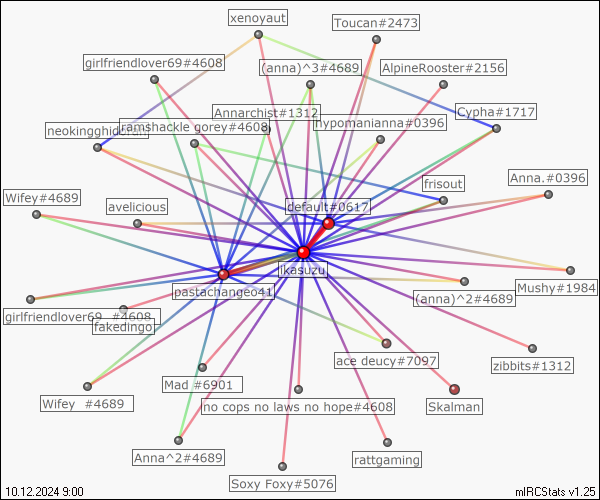 xenoyaut
Toucan#2473
girlfriendlover69#4608
(anna)^3#4689
AlpineRooster#2156
Annarchist#1312
Cypha#1717
ramshackle gorey#4608
hypomanianna#0396
frisout
Anna.#0396
Wifey#4689
avelicious
default#0617
ikasuzu
pastachangeo41
(anna)^2#4689
Mushy#1984
girlfriendlover69_#4608
fakedingo
ace deucy#7097
zibbits#1312
Mad #6901
Wifey #4689
no cops no laws no hope#4608
Skalman
Anna^2#4689
rattgaming
Soxy Foxy#5076
10.12.2024 9:00
mIRCStats v1.25